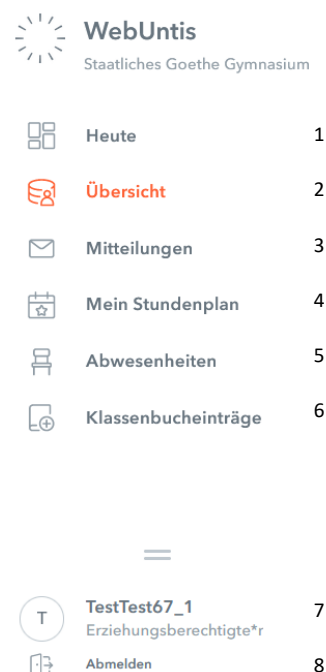 WebUntis
Staatliches Goethe Gymnasium
Heute 1
Übersicht 2
Mitteilungen 3
Mein Stundenplan 4
Abwesenheiten 5
Klassenbucheinträge 6
T TestTest67_1 7
Erziehungsberechtigte*r
Abmelden 8